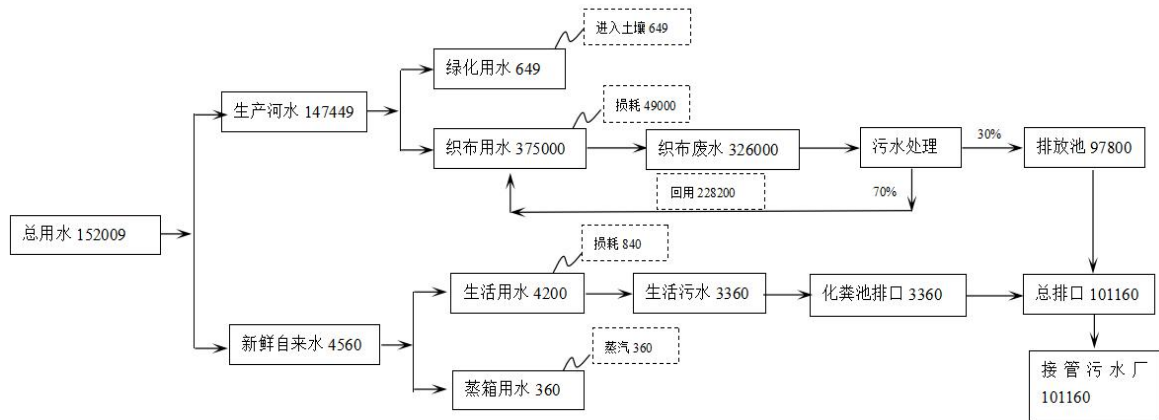 进入土壤 649
绿化用水 649
生产河水 147449
损耗 49000
织布用水 375000
织布废水 326000
污水处理
30%
排放池 97800
回用 228200
70%
总用水 152009
损耗 840
生活用水 4200
生活污水 3360
化粪池排口 3360
总排口 101160
新鲜自来水 4560
蒸汽 360
蒸箱用水 360
接管污水厂
101160